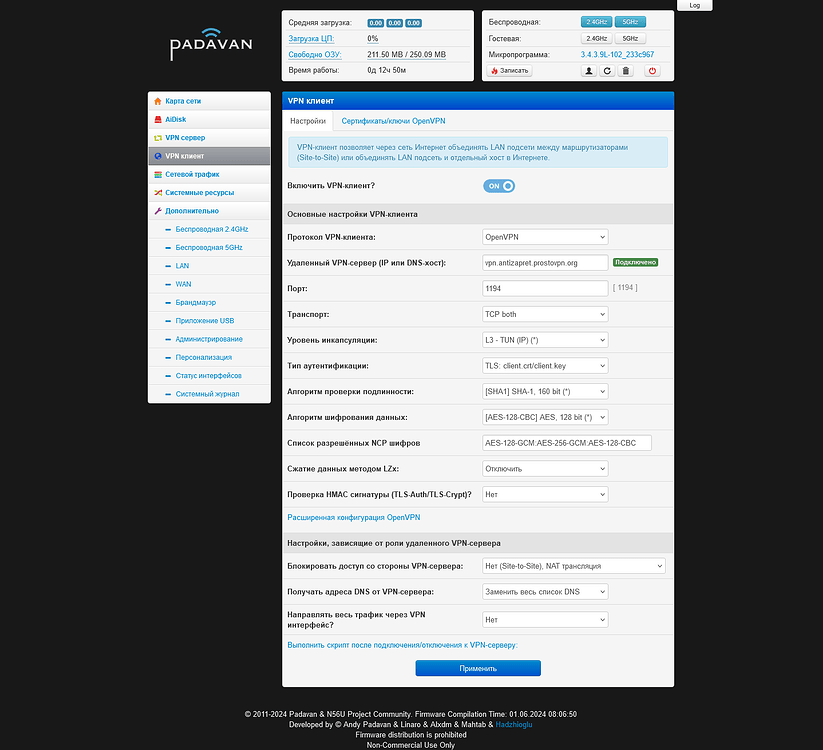 Log
PADAVAN
Средняя загрузка: 0.00 0.00 0.00
Загрузка ЦП: 0%
Свободно ОЗУ: 211.50 MB / 250.09 MB
Время работы: 0д 12ч 50м
Беспроводная: 2.4GHz 5GHz
Гостевая: 2.4GHz 5GHz
Микропрограмма: 3.4.3.9L-102_233c967
Записать
Карта сети
AiDisk
VPN сервер
VPN клиент
Сетевой трафик
Системные ресурсы
Дополнительно
Беспроводная 2.4GHz
Беспроводная 5GHz
LAN
WAN
Брандмауэр
Приложение USB
Администрирование
Персонализация
Статус интерфейсов
Системный журнал
VPN клиент
Настройки Сертификаты/ключи OpenVPN
VPN-клиент позволяет через сеть Интернет объединять LAN подсети между маршрутизаторами
(Site-to-Site) или объединять LAN подсеть и отдельный хост в Интернете.
Включить VPN-клиент? ON
Основные настройки VPN-клиента
Протокол VPN-клиента: OpenVPN
Удаленный VPN-сервер (IP или DNS-хост): vpn.antizapret.prostovpn.org Подключено
Порт: 1194 [ 1194 ]
Транспорт: TCP both
Уровень инкапсуляции: L3 - TUN (IP) (*)
Тип аутентификации: TLS: client.crt/client.key
Алгоритм проверки подлинности: [SHA1] SHA-1, 160 bit (*)
Алгоритм шифрования данных: [AES-128-CBC] AES, 128 bit (*)
Список разрешённых NCP шифров AES-128-GCM:AES-256-GCM:AES-128-CBC
Сжатие данных методом LZx: Отключить
Проверка HMAC сигнатуры (TLS-Auth/TLS-Crypt)? Нет
Расширенная конфигурация OpenVPN
Настройки, зависящие от роли удаленного VPN-сервера
Блокировать доступ со стороны VPN-сервера: Нет (Site-to-Site), NAT трансляция
Получать адреса DNS от VPN-сервера: Заменить весь список DNS
Направлять весь трафик через VPN
интерфейс? Нет
Выполнить скрипт после подключения/отключения к VPN-серверу:
Применить
© 2011-2024 Padavan & N56U Project Community. Firmware Compilation Time: 01.06.2024 08:06:50
Developed by © Andy Padavan & Linaro & Alxdm & Mahtab & Hadzhioglu
Firmware distribution is prohibited
Non-Commercial Use Only